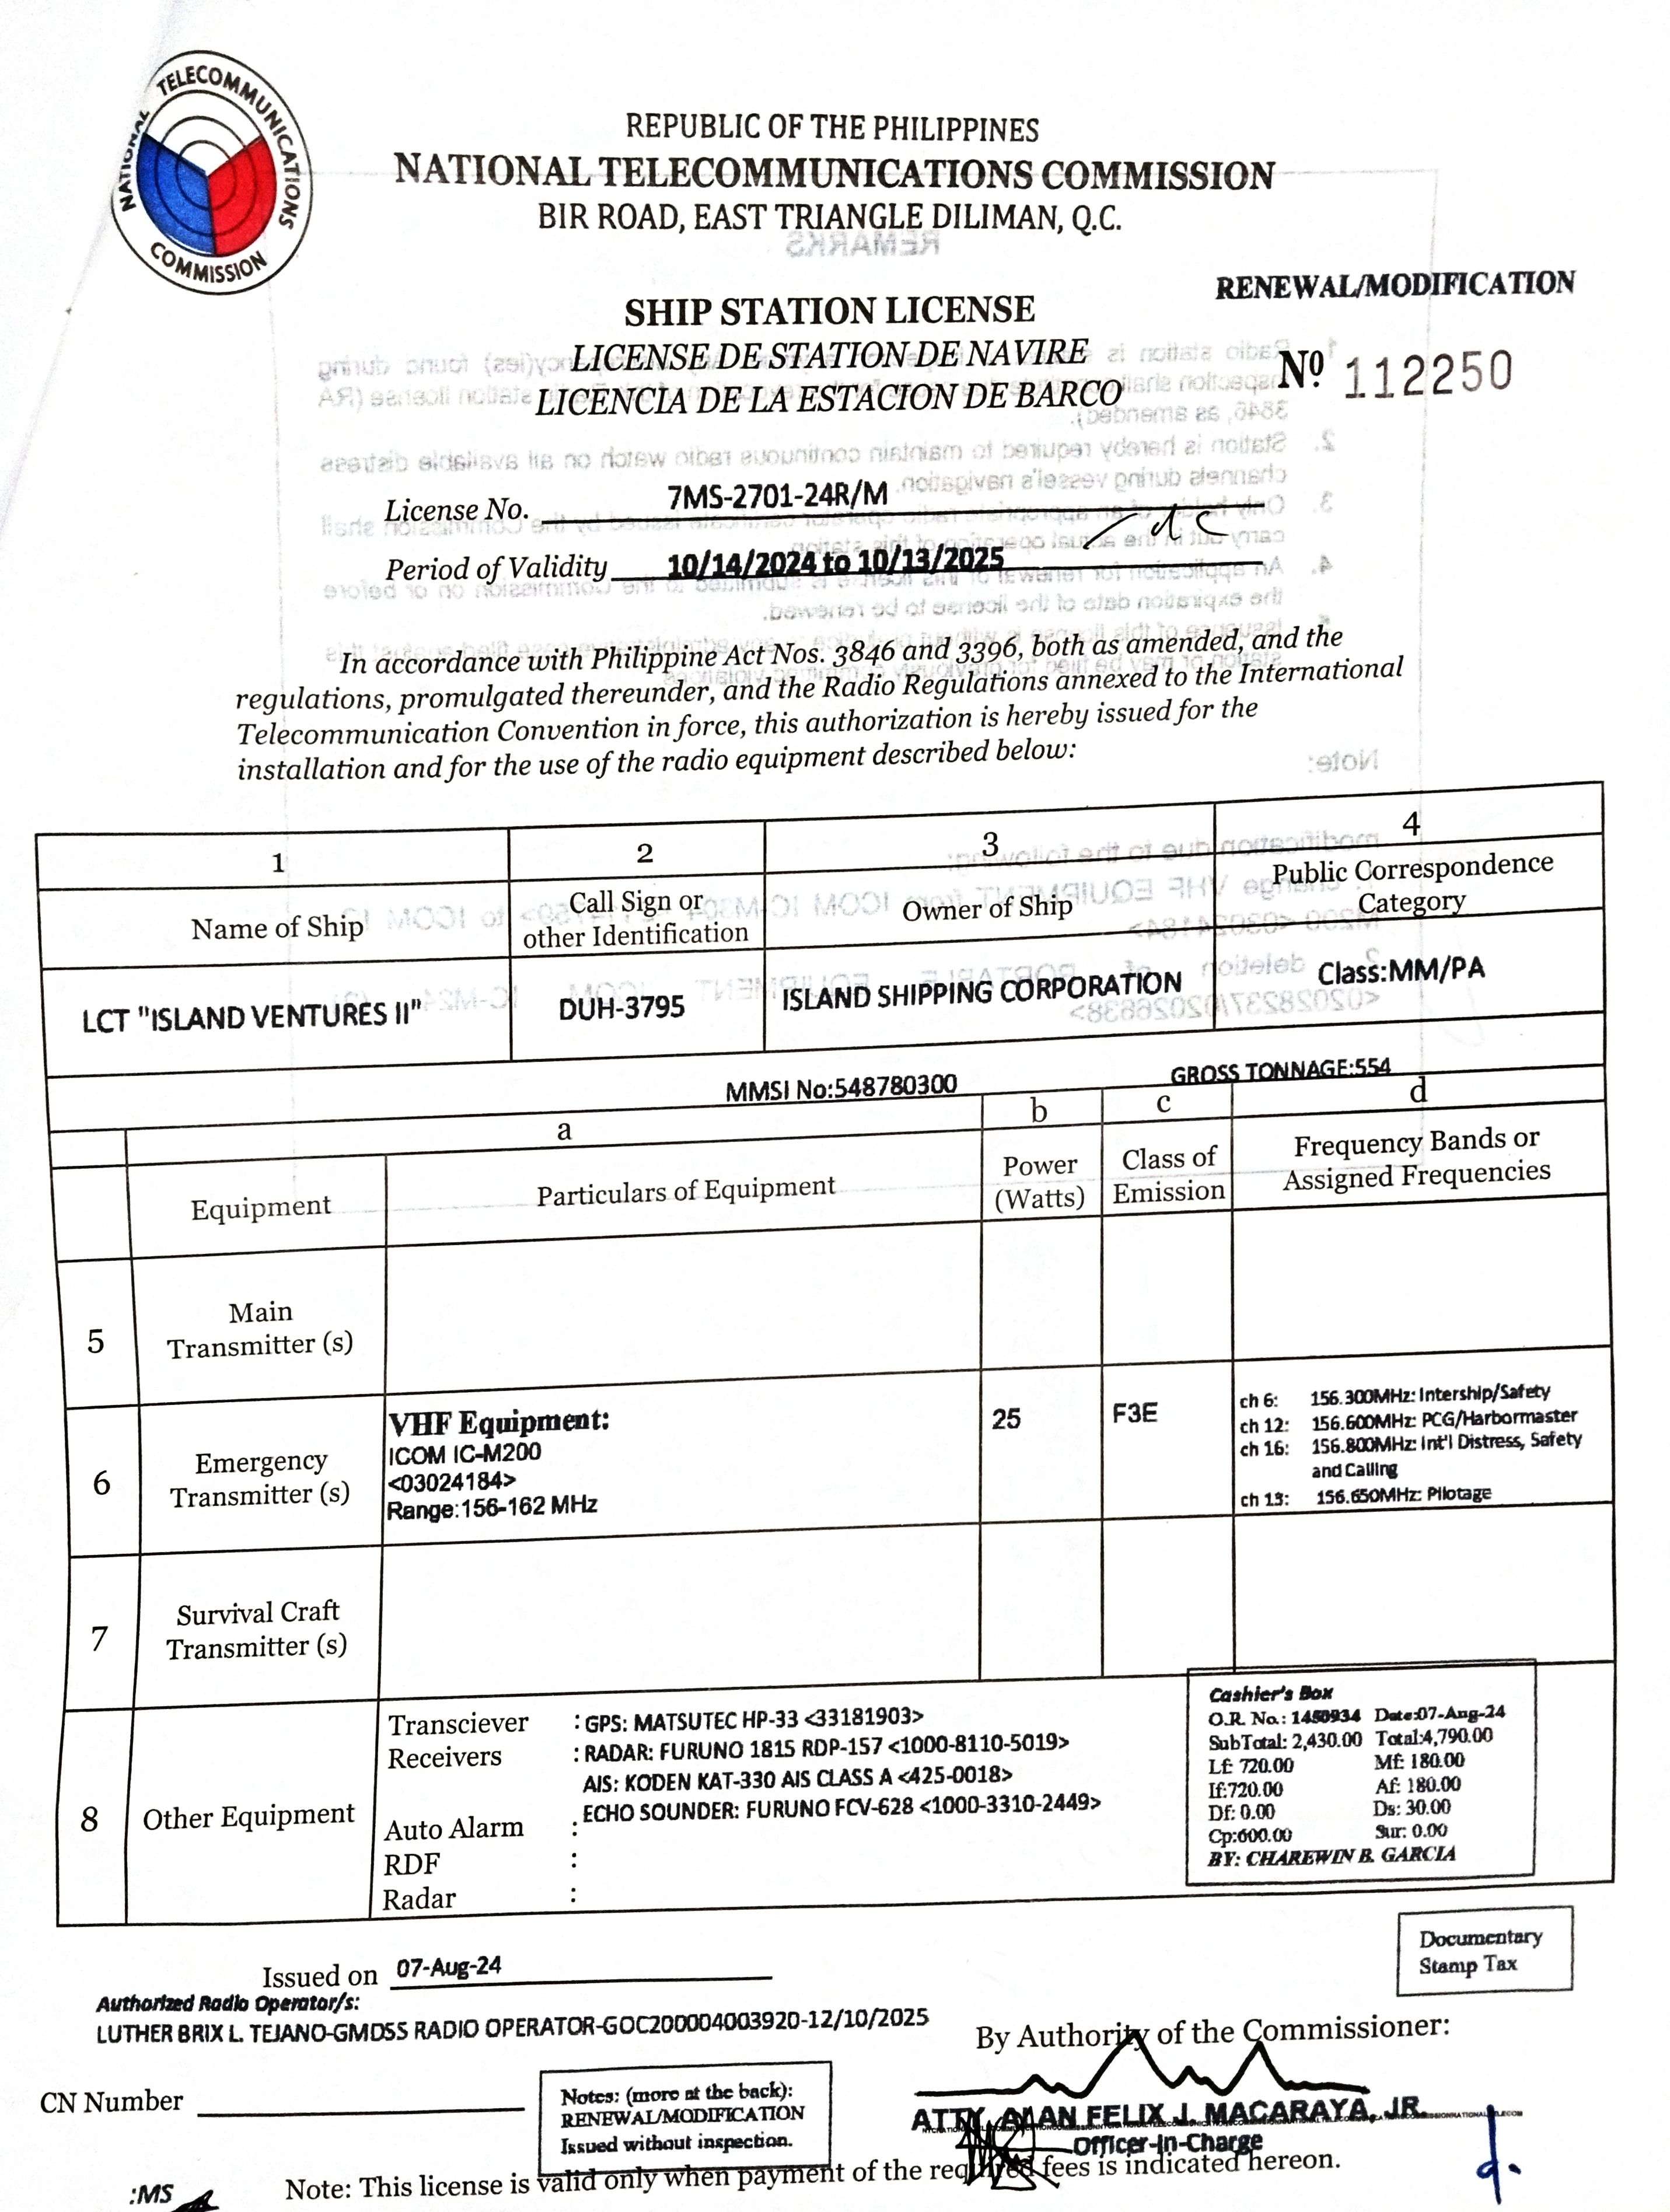 NATIONAL TELECOMMUNICATIONS COMMISSION
REPUBLIC OF THE PHILIPPINES
NATIONAL TELECOMMUNICATIONS COMMISSION
BIR ROAD, EAST TRIANGLE DILIMAN, Q.C.
REMARKS
RENEWAL/MODIFICATION
SHIP STATION LICENSE
LICENSE DE STATION DE NAVIRE
LICENCIA DE LA ESTACION DE BARCO
Nº 112250
License No. 7MS-2701-24R/M
Period of Validity 10/14/2024 to 10/13/2025
In accordance with Philippine Act Nos. 3846 and 3396, both as amended, and the
regulations, promulgated thereunder, and the Radio Regulations annexed to the International
Telecommunication Convention in force, this authorization is hereby issued for the
installation and for the use of the radio equipment described below:
Note:
1 2 3 4
Name of Ship
Call Sign or
other Identification
Owner of Ship
Public Correspondence
Category
LCT "ISLAND VENTURES II"
DUH-3795
ISLAND SHIPPING CORPORATION
Class:MM/PA
MMSI No:548780300
GROSS TONNAGE:554
a b c d
Equipment
Particulars of Equipment
Power
(Watts)
Class of
Emission
Frequency Bands or
Assigned Frequencies
5
Main
Transmitter (s)
6
Emergency
Transmitter (s)
VHF Equipment:
ICOM IC-M200
<03024184>
Range:156-162 MHz
25
F3E
ch 6: 156.300MHz: Intership/Safety
ch 12: 156.600MHz: PCG/Harbormaster
ch 16: 156.800MHz: Int'l Distress, Safety
and Calling
ch 13: 156.650MHz: Pilotage
7
Survival Craft
Transmitter (s)
8
Other Equipment
Transciever : GPS: MATSUTEC HP-33 <33181903>
Receivers : RADAR: FURUNO 1815 RDP-157 <1000-8110-5019>
AIS: KODEN KAT-330 AIS CLASS A <425-0018>
ECHO SOUNDER: FURUNO FCV-628 <1000-3310-2449>
Auto Alarm :
RDF :
Radar :
Cashier's Box
O.R. No.: 1450934 Date:07-Aug-24
SubTotal: 2,430.00 Total:4,790.00
Lf: 720.00 Mf: 180.00
If:720.00 Af: 180.00
Df: 0.00 Ds: 30.00
Cp:600.00 Sur: 0.00
BY: CHAREWIN B. GARCIA
Documentary
Stamp Tax
Issued on 07-Aug-24
Authorized Radio Operator/s:
LUTHER BRIX L. TEJANO-GMDSS RADIO OPERATOR-GOC200004003920-12/10/2025
By Authority of the Commissioner:
CN Number
Notes: (more at the back):
RENEWAL/MODIFICATION
Issued without inspection.
ATTY. ALAN FELIX J. MACARAYA, JR.
Officer-In-Charge
Note: This license is valid only when payment of the required fees is indicated hereon.
:MS